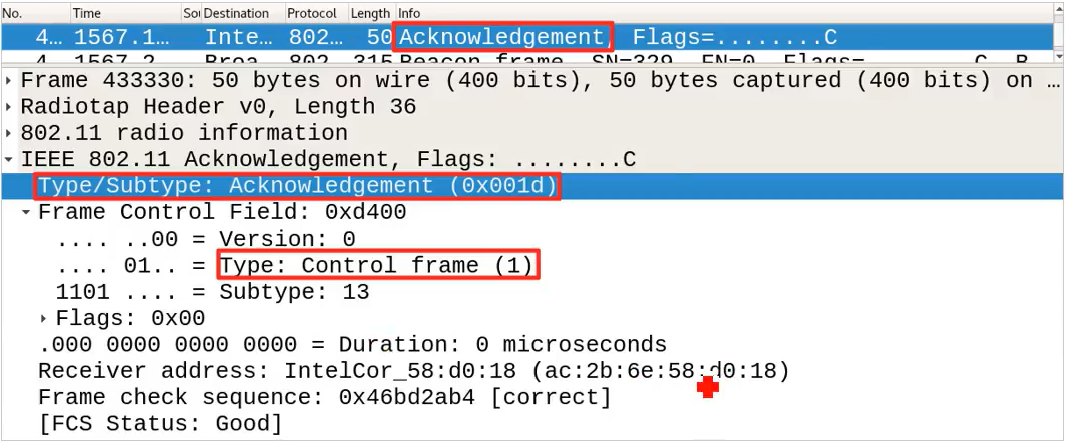 No. Time Sou Destination Protocol Length Info
4… 1567.1… Inte… 802… 50 Acknowledgement, Flags=........C
4 1567.2 Broa 802 315 Beacon frame, SN=329, FN=0, Flags= C, B
Frame 433330: 50 bytes on wire (400 bits), 50 bytes captured (400 bits) on …
Radiotap Header v0, Length 36
802.11 radio information
IEEE 802.11 Acknowledgement, Flags: ........C
Type/Subtype: Acknowledgement (0x001d)
Frame Control Field: 0xd400
.... ..00 = Version: 0
.... 01.. = Type: Control frame (1)
1101 .... = Subtype: 13
Flags: 0x00
.000 0000 0000 0000 = Duration: 0 microseconds
Receiver address: IntelCor_58:d0:18 (ac:2b:6e:58:d0:18)
Frame check sequence: 0x46bd2ab4 [correct]
[FCS Status: Good]